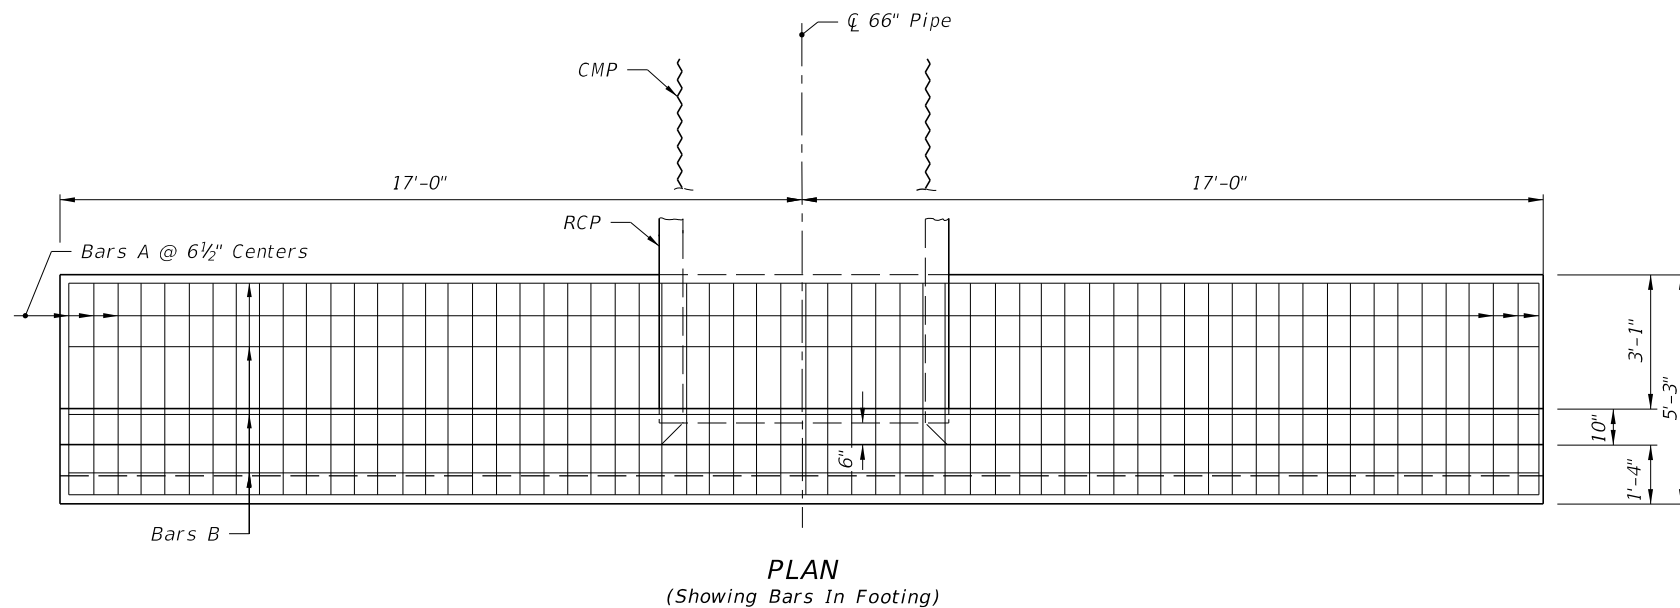 ℄ 66" Pipe
CMP
17'-0"
17'-0"
RCP
Bars A @ 6½" Centers
3'-1"
5'-3"
10"
6"
1'-4"
Bars B
PLAN
(Showing Bars In Footing)